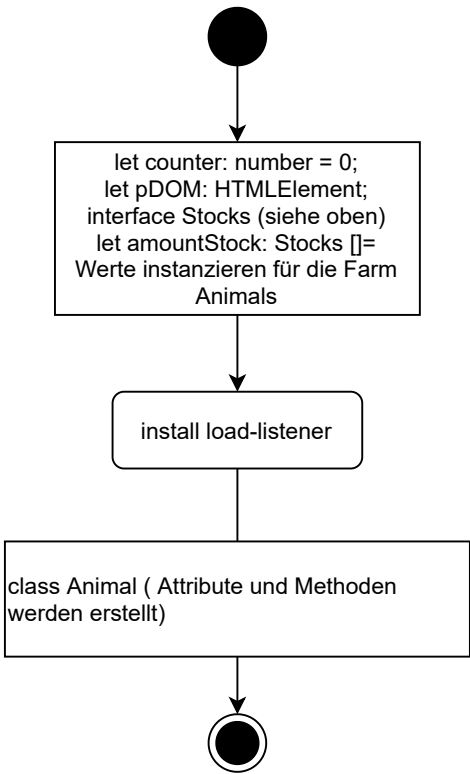 let counter: number = 0;
let pDOM: HTMLElement;
interface Stocks (siehe oben)
let amountStock: Stocks []=
Werte instanzieren für die Farm
Animals
install load-listener
class Animal ( Attribute und Methoden
werden erstellt)